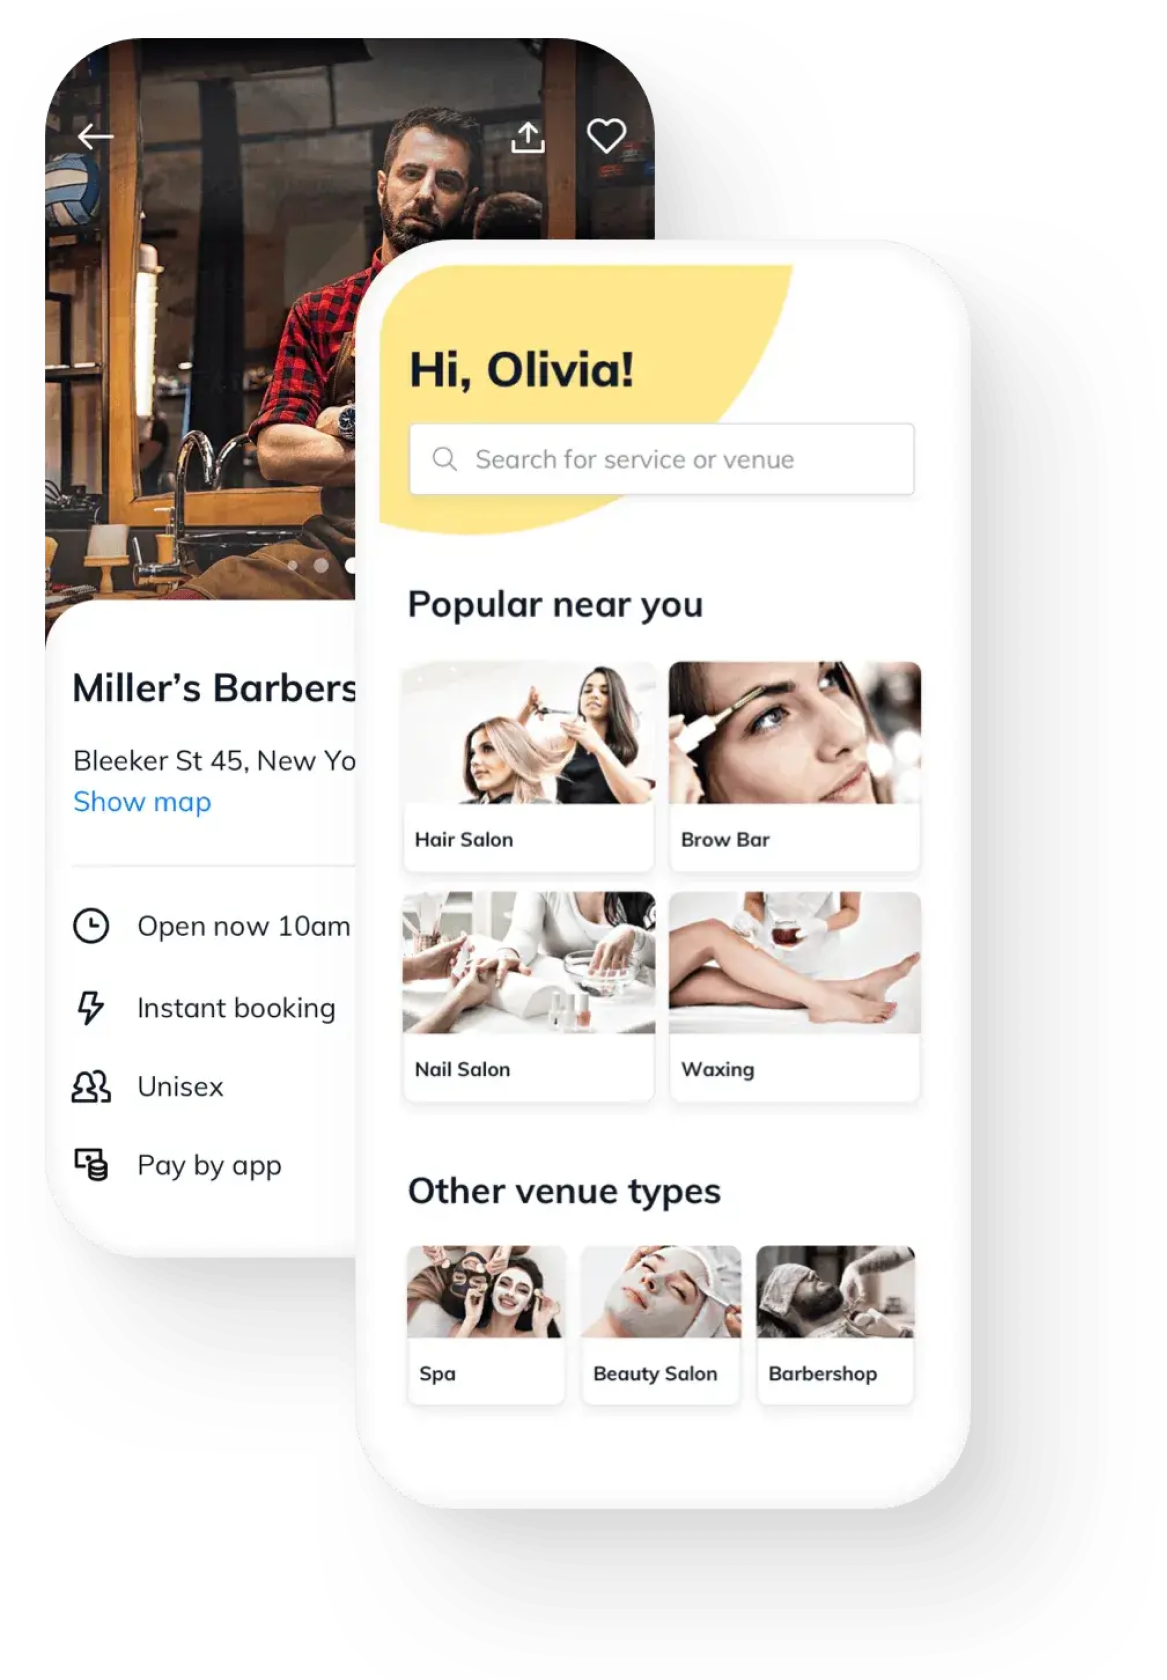 Miller’s Barbers
Bleeker St 45, New Yo
Show map
Open now 10am
Instant booking
Unisex
Pay by app
Hi, Olivia!
Search for service or venue
Popular near you
Hair Salon
Brow Bar
Nail Salon
Waxing
Other venue types
Spa
Beauty Salon
Barbershop